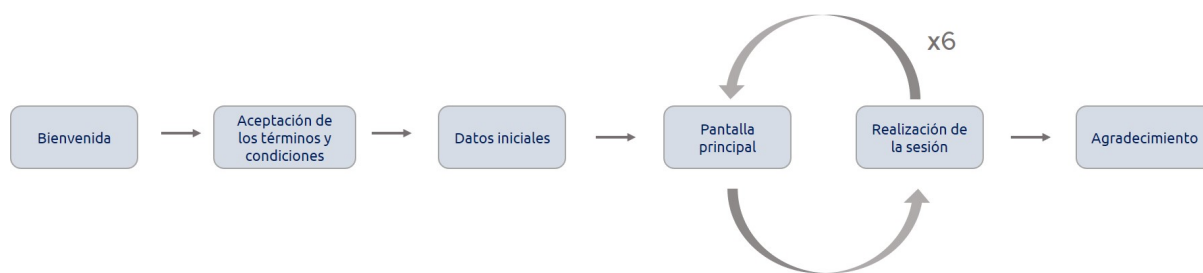 x6
Bienvenida
Aceptación de
los términos y
condiciones
Datos iniciales
Pantalla
principal
Realización de
la sesión
Agradecimiento